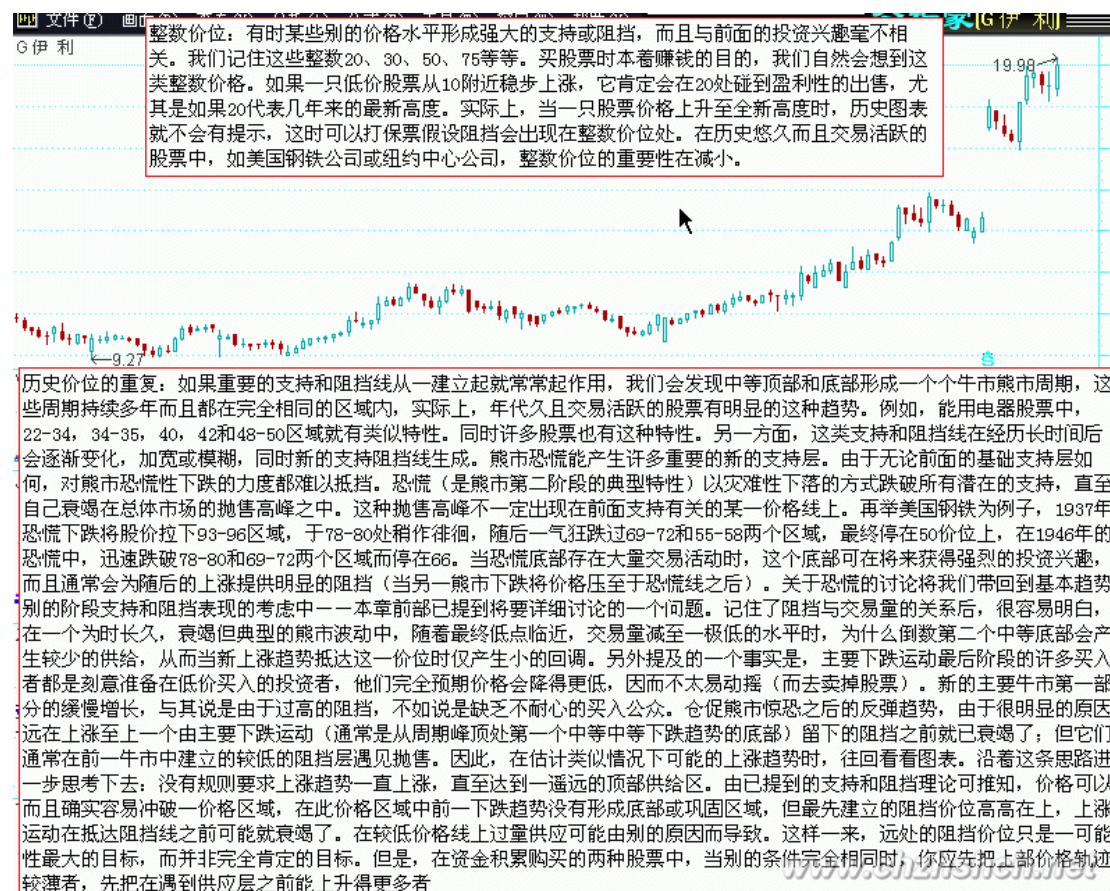 文件(F)
[G 伊 利]
G 伊 利
整数价位：有时某些别的价格水平形成强大的支持或阻挡，而且与前面的投资兴趣毫不相
关。我们记住这些整数20、30、50、75等等。买股票时本着赚钱的目的，我们自然会想到这
类整数价格。如果一只低价股票从10附近稳步上涨，它肯定会在20处碰到盈利性的出售，尤
其是如果20代表几年来的最新高度。实际上，当一只股票价格上升至全新高度时，历史图表
就不会有提示，这时可以打保票假设阻挡会出现在整数价位处。在历史悠久而且交易活跃的
股票中，如美国钢铁公司或纽约中心公司，整数价位的重要性在减小。
19.98
9.27
历史价位的重复：如果重要的支持和阻挡线从一建立起就常常起作用，我们会发现中等顶部和底部形成一个个牛市熊市周期，这
些周期持续多年而且都在完全相同的区域内，实际上，年代久且交易活跃的股票有明显的这种趋势。例如，能用电器股票中，
22-34，34-35，40，42和48-50区域就有类似特性。同时许多股票也有这种特性。另一方面，这类支持和阻挡线在经历长时间后
会逐渐变化，加宽或模糊，同时新的支持阻挡线生成。熊市恐慌能产生许多重要的新的支持层。由于无论前面的基础支持层如
何，对熊市恐慌性下跌的力度都难以抵挡。恐慌（是熊市第二阶段的典型特性）以灾难性下落的方式跌破所有潜在的支持，直至
自己衰竭在总体市场的抛售高峰之中。这种抛售高峰不一定出现在前面支持有关的某一价格线上。再举美国钢铁为例子，1937年
恐慌下跌将股价拉下93-96区域，于78-80处稍作徘徊，随后一气狂跌过69-72和55-58两个区域，最终停在50价位上，在1946年的
恐慌中，迅速跌破78-80和69-72两个区域而停在66。当恐慌底部存在大量交易活动时，这个底部可在将来获得强烈的投资兴趣，
而且通常会为随后的上涨提供明显的阻挡（当另一熊市下跌将价格压至于恐慌线之后）。关于恐慌的讨论将我们带回到基本趋势
别的阶段支持和阻挡表现的考虑中——本章前部已提到将要详细讨论的一个问题。记住了阻挡与交易量的关系后，很容易明白，
在一个为时长久，衰竭但典型的熊市波动中，随着最终低点临近，交易量减至一极低的水平时，为什么倒数第二个中等底部会产
生较少的供给，从而当新上涨趋势抵达这一价位时仅产生小的回调。另外提及的一个事实是，主要下跌运动最后阶段的许多买入
者都是刻意准备在低价买入的投资者，他们完全预期价格会降得更低，因而不太易动摇（而去卖掉股票）。新的主要牛市第一部
分的缓慢增长，与其说是由于过高的阻挡，不如说是缺乏不耐心的买入公众。仓促熊市惊恐之后的反弹趋势，由于很明显的原因
远在上涨至上一个由主要下跌运动（通常是从周期峰顶处第一个中等中等下跌趋势的底部）留下的阻挡之前就已衰竭了；但它们
通常在前一牛市中建立的较低的阻挡层遇见抛售。因此，在估计类似情况下可能的上涨趋势时，往回看看图表。沿着这条思路进
一步思考下去：没有规则要求上涨趋势一直上涨，直至达到一遥远的顶部供给区。由已提到的支持和阻挡理论可推知，价格可以
而且确实容易冲破一价格区域，在此价格区域中前一下跌趋势没有形成底部或巩固区域，但最先建立的阻挡价位高高在上，上涨
运动在抵达阻挡线之前可能就衰竭了。在较低价格线上过量供应可能由别的原因而导致。这样一来，远处的阻挡价位只是一可能
性最大的目标，而并非完全肯定的目标。但是，在资金积累购买的两种股票中，当别的条件完全相同时，你应先把上部价格轨迹
较薄者，先把在遇到供应层之前能上升得更多者